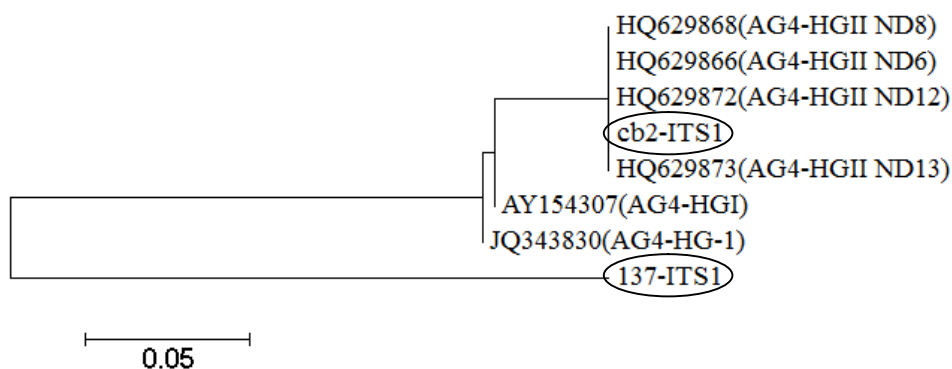 HQ629868(AG4-HGII ND8)
HQ629866(AG4-HGII ND6)
HQ629872(AG4-HGII ND12)
cb2-ITS1
HQ629873(AG4-HGII ND13)
AY154307(AG4-HGI)
JQ343830(AG4-HG-1)
137-ITS1
0.05